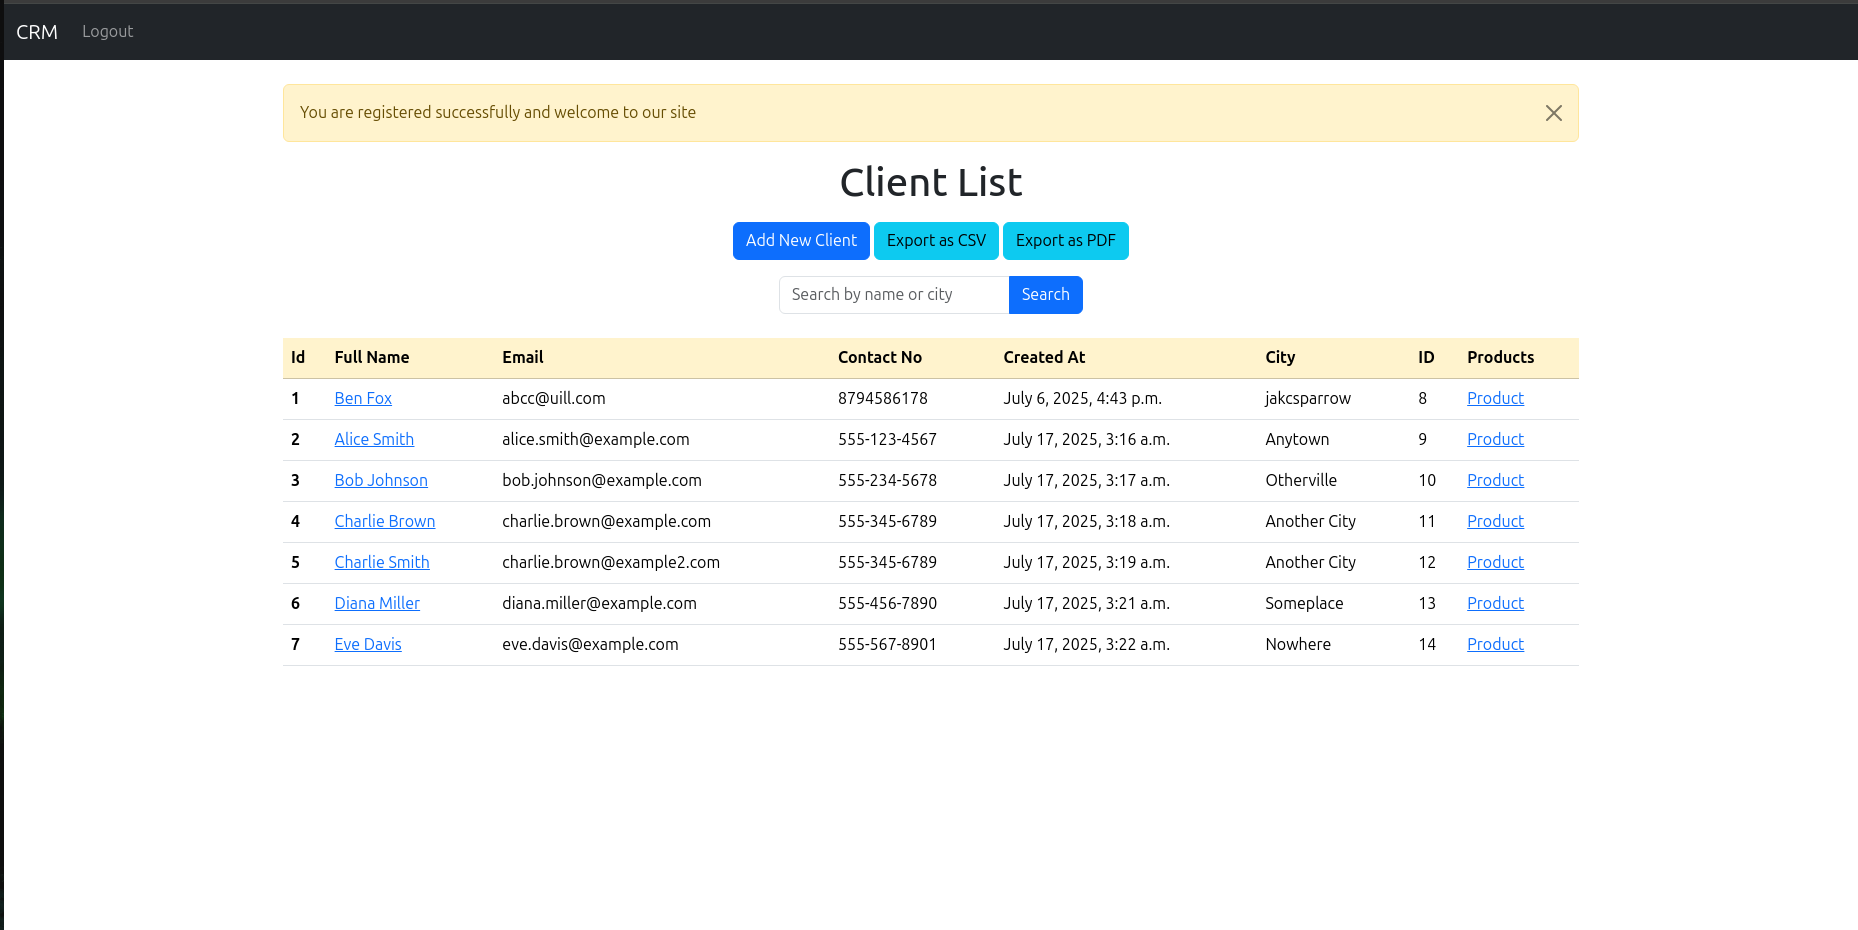 CRM Logout
You are registered successfully and welcome to our site
Client List
Add New Client Export as CSV Export as PDF
Search by name or city Search
Id Full Name Email Contact No Created At City ID Products
1 Ben Fox abcc@uill.com 8794586178 July 6, 2025, 4:43 p.m. jakcsparrow 8 Product
2 Alice Smith alice.smith@example.com 555-123-4567 July 17, 2025, 3:16 a.m. Anytown 9 Product
3 Bob Johnson bob.johnson@example.com 555-234-5678 July 17, 2025, 3:17 a.m. Otherville 10 Product
4 Charlie Brown charlie.brown@example.com 555-345-6789 July 17, 2025, 3:18 a.m. Another City 11 Product
5 Charlie Smith charlie.brown@example2.com 555-345-6789 July 17, 2025, 3:19 a.m. Another City 12 Product
6 Diana Miller diana.miller@example.com 555-456-7890 July 17, 2025, 3:21 a.m. Someplace 13 Product
7 Eve Davis eve.davis@example.com 555-567-8901 July 17, 2025, 3:22 a.m. Nowhere 14 Product